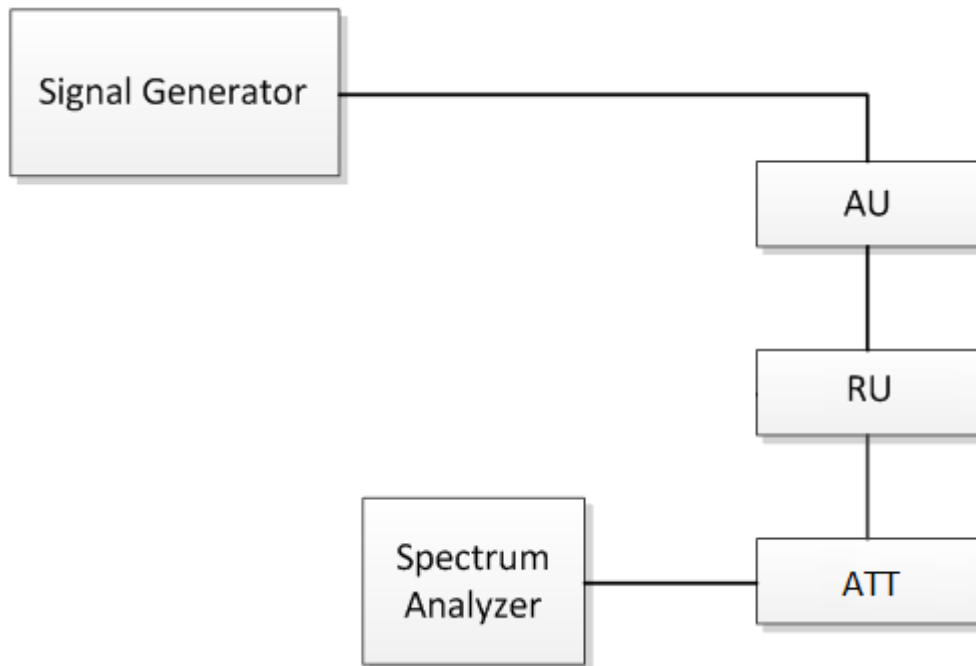 Signal Generator
AU
RU
Spectrum
Analyzer
ATT